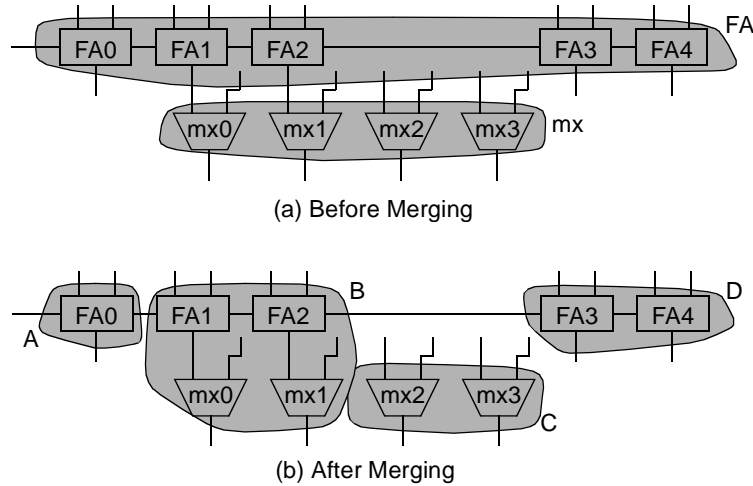 FA
FA0 FA1 FA2 FA3 FA4
mx0 mx1 mx2 mx3 mx
(a) Before Merging
B D
FA0 FA1 FA2 FA3 FA4
A
mx0 mx1 mx2 mx3
C
(b) After Merging